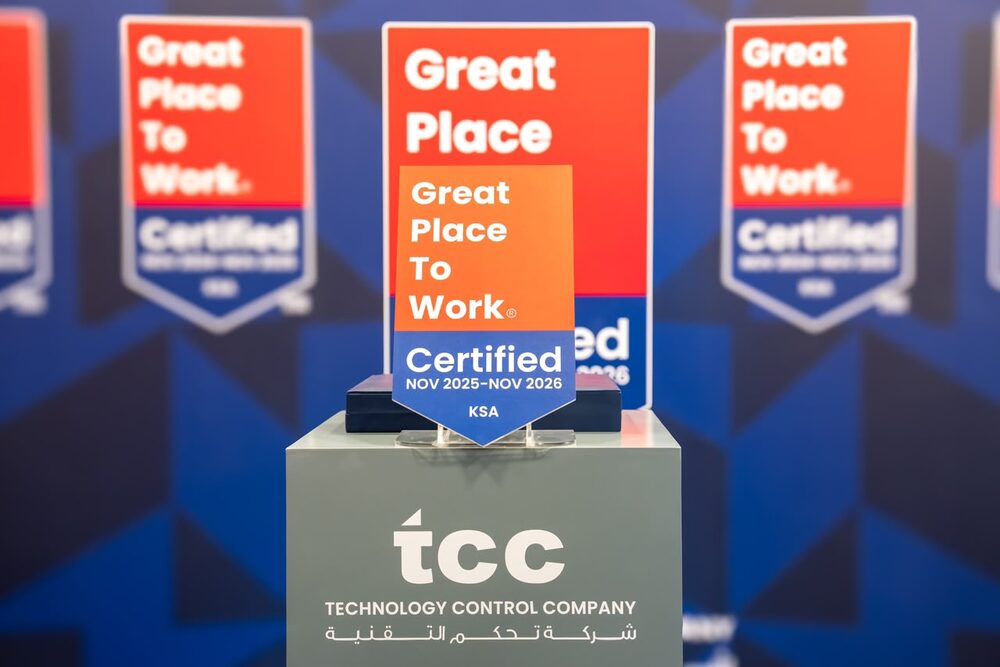 Great
Place
To
Work®
Certified
NOV 2025-NOV 2026
KSA
Great
Place
To
Work
Certified
KSA
Great
Place
ed
2026
Great
Place
To
Work
Certified
KSA
tcc
TECHNOLOGY CONTROL COMPANY
شركة تحكم التقنية